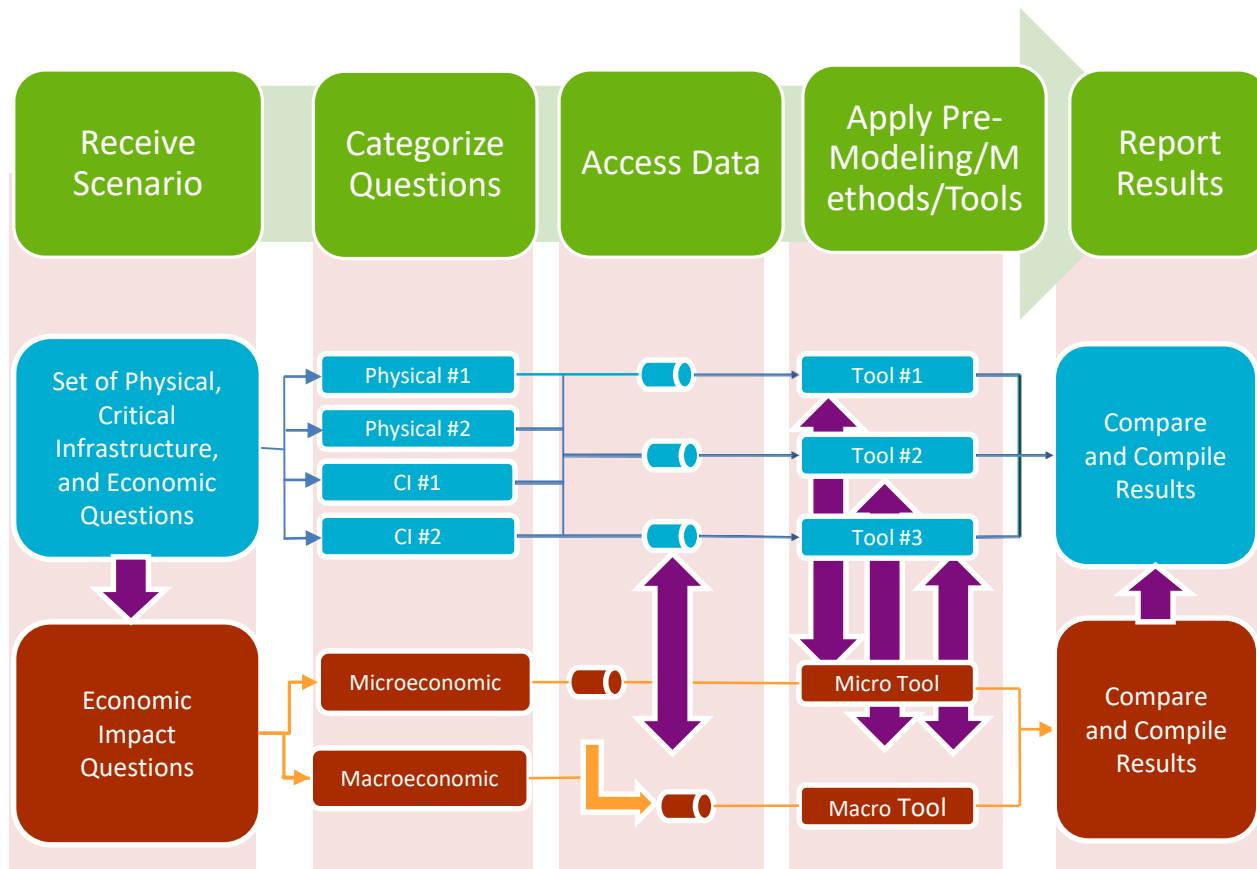 Receive
Scenario
Categorize
Questions
Access Data
Apply Pre-
Modeling/M
ethods/Tools
Report
Results
Set of Physical,
Critical
Infrastructure,
and Economic
Questions
Physical #1
Physical #2
CI #1
CI #2
Tool #1
Tool #2
Tool #3
Compare
and Compile
Results
Economic
Impact
Questions
Microeconomic
Macroeconomic
Micro Tool
Macro Tool
Compare
and Compile
Results